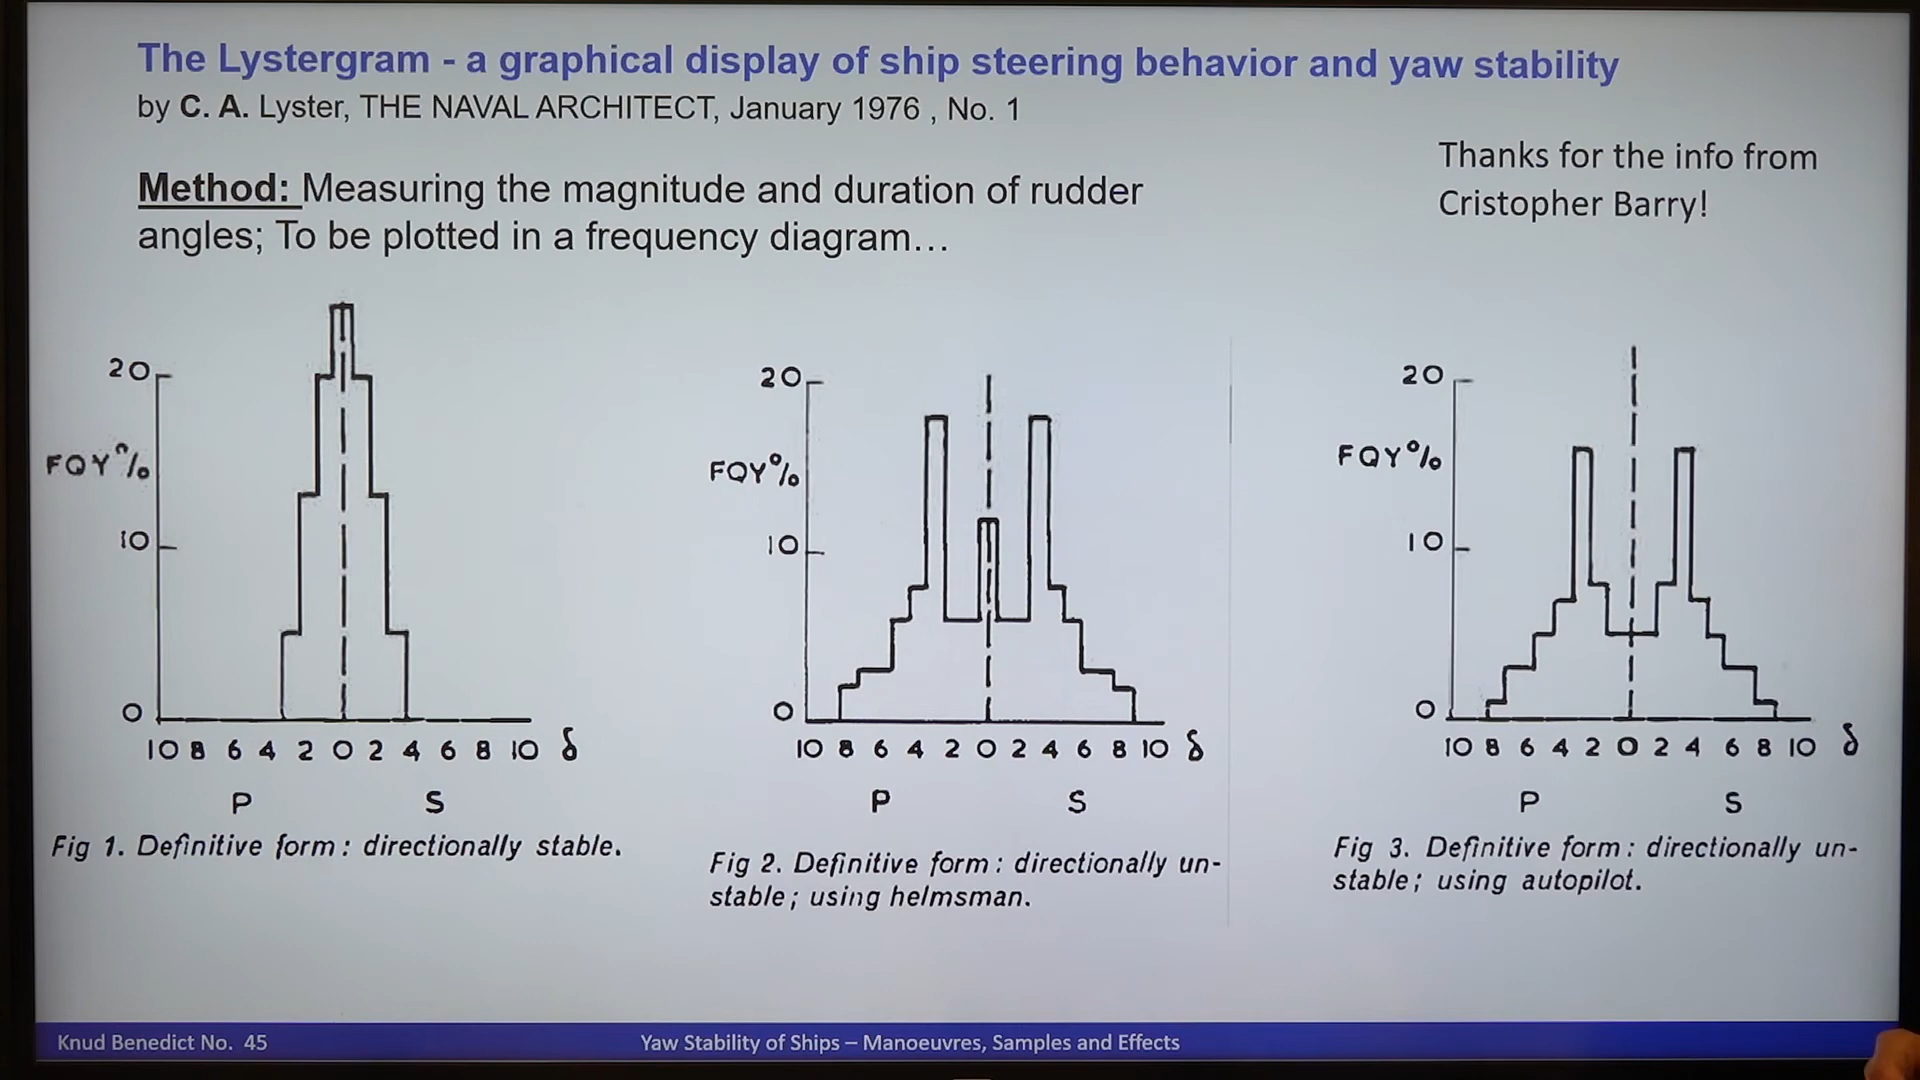 The Lystergram - a graphical display of ship steering behavior and yaw stability
by C. A. Lyster, THE NAVAL ARCHITECT, January 1976 , No. 1
Thanks for the info from
Cristopher Barry!
Method: Measuring the magnitude and duration of rudder
angles; To be plotted in a frequency diagram...
20
FQY%
10
0
10 8 6 4 2 0 2 4 6 8 10 δ
P S
Fig 1. Definitive form: directionally stable.
20
FQY%
10
0
10 8 6 4 2 0 2 4 6 8 10 δ
P S
Fig 2. Definitive form: directionally un-
stable; using helmsman.
20
FQY%
10
0
10 8 6 4 2 0 2 4 6 8 10 δ
P S
Fig 3. Definitive form: directionally un-
stable; using autopilot.
Knud Benedict No. 45
Yaw Stability of Ships – Manoeuvres, Samples and Effects